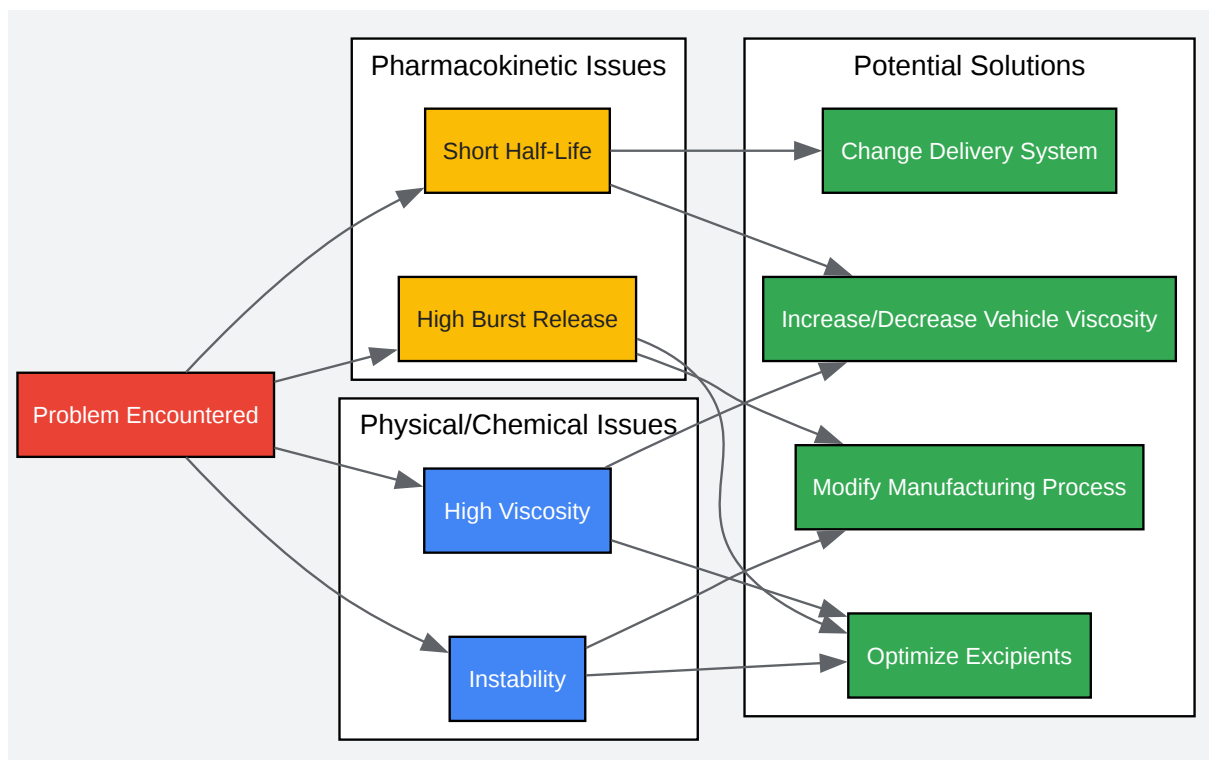 Pharmacokinetic Issues
Short Half-Life
High Burst Release
Problem Encountered
Physical/Chemical Issues
High Viscosity
Instability
Potential Solutions
Change Delivery System
Increase/Decrease Vehicle Viscosity
Modify Manufacturing Process
Optimize Excipients